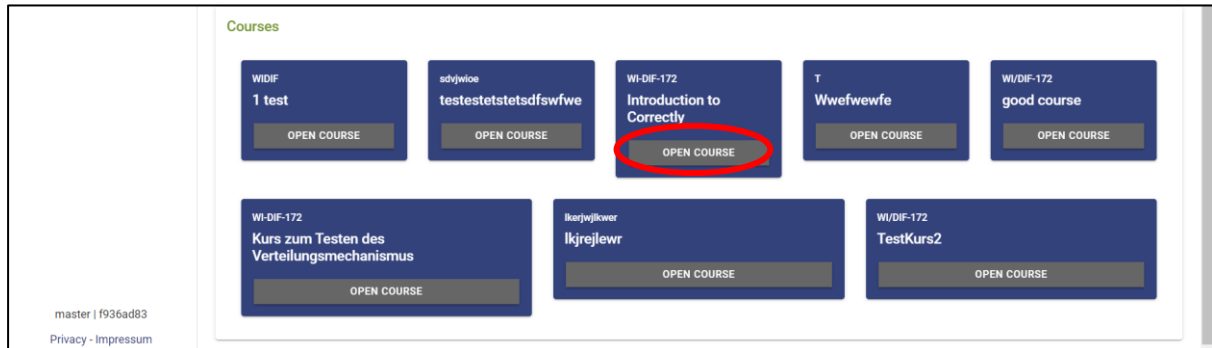 Courses
WIDIF
1 test
OPEN COURSE
sdvjwioe
testestetstetsdfswfwe
OPEN COURSE
WI-DIF-172
Introduction to
Correctly
OPEN COURSE
T
Wwefwewfe
OPEN COURSE
WI/DIF-172
good course
OPEN COURSE
WI-DIF-172
Kurs zum Testen des
Verteilungsmechanismus
OPEN COURSE
lkerjwjlkwer
lkjrejlewr
OPEN COURSE
WI/DIF-172
TestKurs2
OPEN COURSE
master | f936ad83
Privacy - Impressum